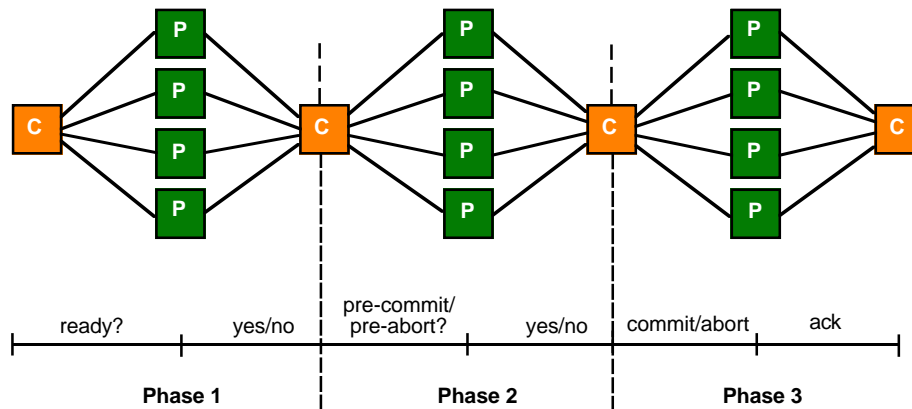 P P P
P P P
C C C C
P P P
P P P
pre-commit/
ready? yes/no pre-abort? yes/no commit/abort ack
Phase 1 Phase 2 Phase 3